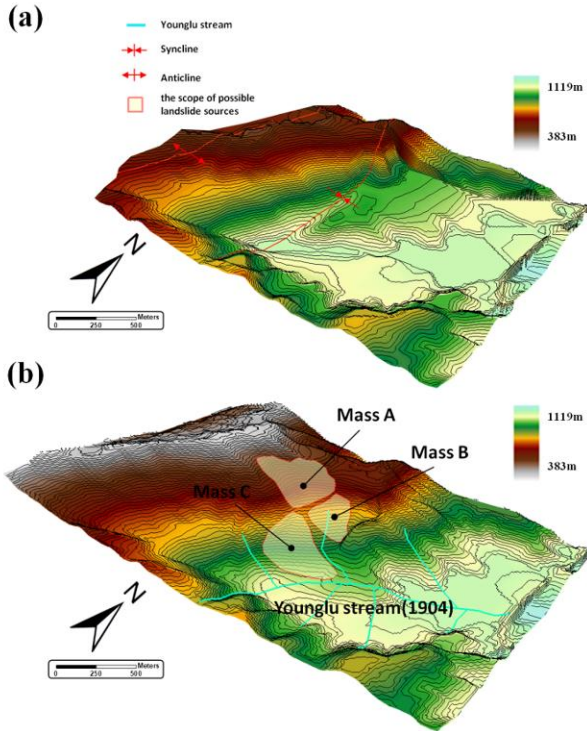 (a)
Younglu stream
Syncline
Anticline
the scope of possible
landslide sources
1119m
383m
N
Meters
0 250 500
(b)
Mass A
Mass B
Mass C
1119m
383m
N
Younglu stream(1904)
Meters
0 250 500